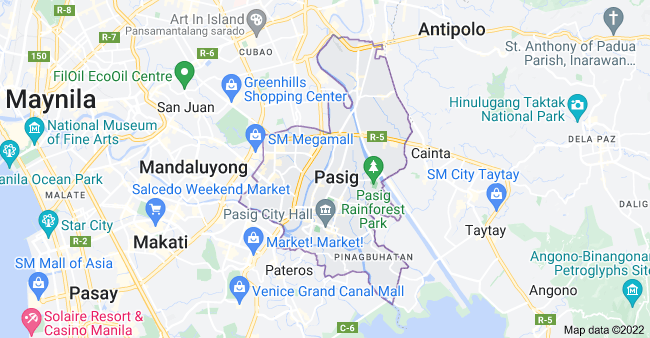 Art In Island
Pansamantalang sarado
Antipolo
R-8
R-7
R-6
CUBAO
St. Anthony of Padua
Parish, Inarawan...
150
FilOil EcoOil Centre
Greenhills
Shopping Center
Maynila
San Juan
Hinulugang Taktak
National Park
National Museum
of Fine Arts
SM Megamall
R-5
DELA PAZ
Mandaluyong
Cainta
Manila Ocean Park
MALATE
Salcedo Weekend Market
Pasig
SM City Taytay
Pasig
Rainforest
Park
Star City
Pasig City Hall
DALIG
R-2
Makati
Market! Market!
Taytay
SM Mall of Asia
PINAGBUHATAN
Pateros
Angono-Binangonan
Petroglyphs Site
Pasay
Venice Grand Canal Mall
Angono
Solaire Resort &
Casino Manila
C-6
R-5
Map data ©2022